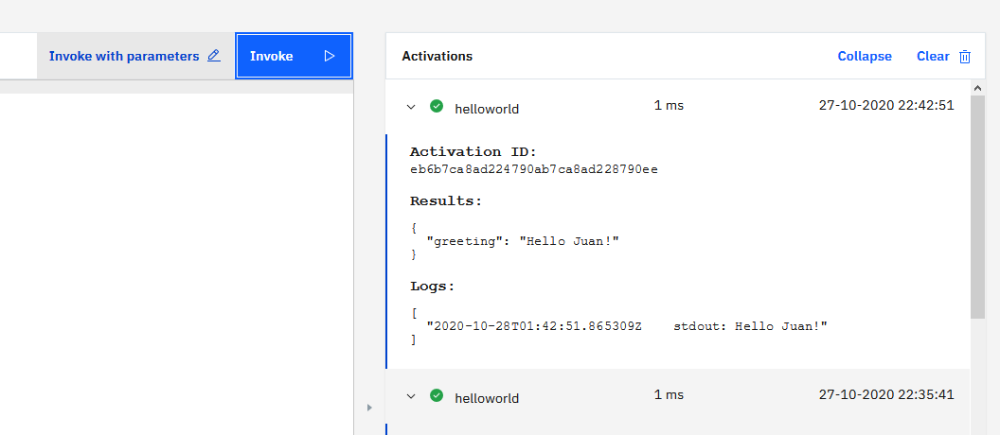 Invoke with parameters
Invoke
Activations
Collapse
Clear
helloworld 1 ms 27-10-2020 22:42:51
Activation ID:
eb6b7ca8ad224790ab7ca8ad228790ee
Results:
{
"greeting": "Hello Juan!"
}
Logs:
[
"2020-10-28T01:42:51.865309Z    stdout: Hello Juan!"
]
helloworld 1 ms 27-10-2020 22:35:41